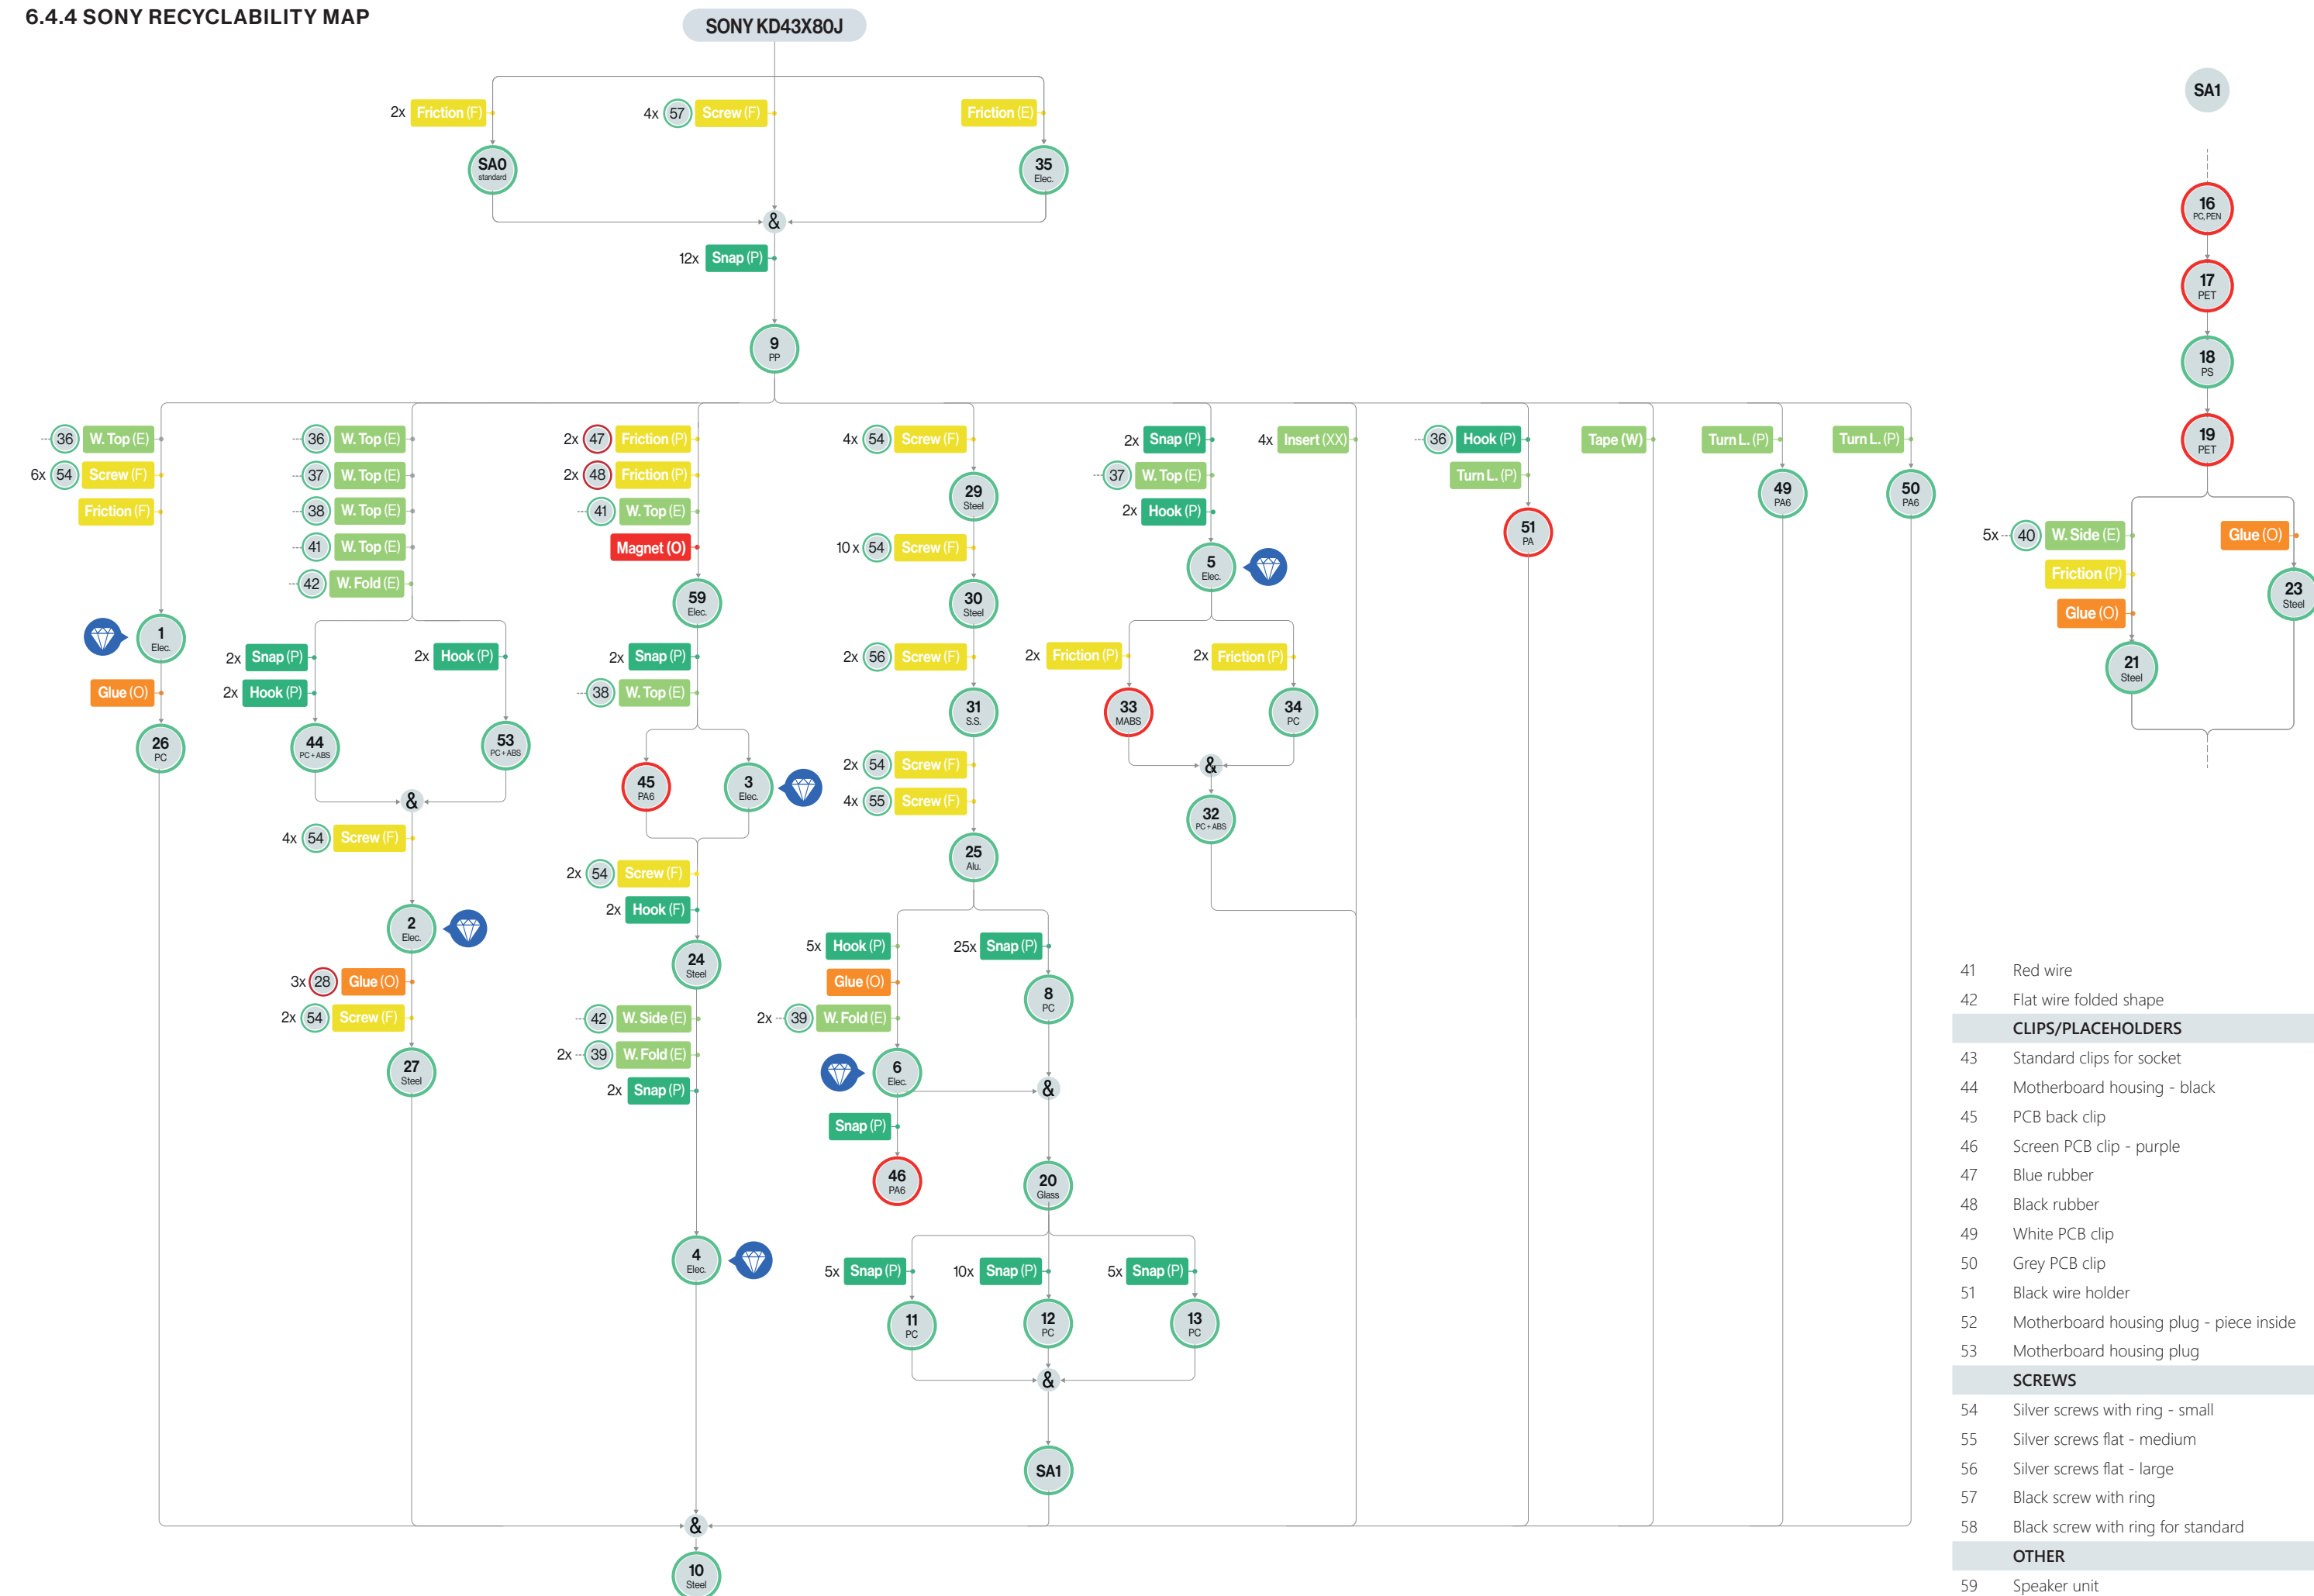 6.4.4 SONY RECYCLABILITY MAP
SONY KD43X80J
2x Friction (F)
4x 57 Screw (F)
Friction (E)
SA0
standard
35
Elec.
&
12x Snap (P)
9
PP
36 W. Top (E)
6x 54 Screw (F)
Friction (F)
1
Elec.
Glue (O)
26
PC
36 W. Top (E)
37 W. Top (E)
38 W. Top (E)
41 W. Top (E)
42 W. Fold (E)
2x Snap (P)
2x Hook (P)
2x Hook (P)
44
PC+ABS
53
PC+ABS
&
4x 54 Screw (F)
2
Elec.
3x 28 Glue (O)
2x 54 Screw (F)
27
Steel
2x 47 Friction (P)
2x 48 Friction (P)
41 W. Top (E)
Magnet (O)
59
Elec.
2x Snap (P)
38 W. Top (E)
45
PA6
3
Elec.
2x 54 Screw (F)
2x Hook (F)
24
Steel
42 W. Side (E)
2x 39 W. Fold (E)
2x Snap (P)
4
Elec.
4x 54 Screw (F)
29
Steel
10x 54 Screw (F)
30
Steel
2x 56 Screw (F)
31
S.S.
2x 54 Screw (F)
4x 55 Screw (F)
25
Alu.
5x Hook (P)
Glue (O)
2x 39 W. Fold (E)
25x Snap (P)
8
PC
6
Elec.
&
Snap (P)
46
PA6
20
Glass
5x Snap (P)
10x Snap (P)
5x Snap (P)
11
PC
12
PC
13
PC
&
SA1
2x Snap (P)
37 W. Top (E)
2x Hook (P)
5
Elec.
2x Friction (P)
2x Friction (P)
33
MABS
34
PC
&
32
PC+ABS
4x Insert (XX)
36 Hook (P)
Turn L. (P)
51
PA
Tape (W)
Turn L. (P)
49
PA6
Turn L. (P)
50
PA6
&
10
Steel
SA1
16
PC, PEN
17
PET
18
PS
19
PET
5x 40 W. Side (E)
Friction (P)
Glue (O)
21
Steel
Glue (O)
23
Steel
41 Red wire
42 Flat wire folded shape
CLIPS/PLACEHOLDERS
43 Standard clips for socket
44 Motherboard housing - black
45 PCB back clip
46 Screen PCB clip - purple
47 Blue rubber
48 Black rubber
49 White PCB clip
50 Grey PCB clip
51 Black wire holder
52 Motherboard housing plug - piece inside
53 Motherboard housing plug
SCREWS
54 Silver screws with ring - small
55 Silver screws flat - medium
56 Silver screws flat - large
57 Black screw with ring
58 Black screw with ring for standard
OTHER
59 Speaker unit